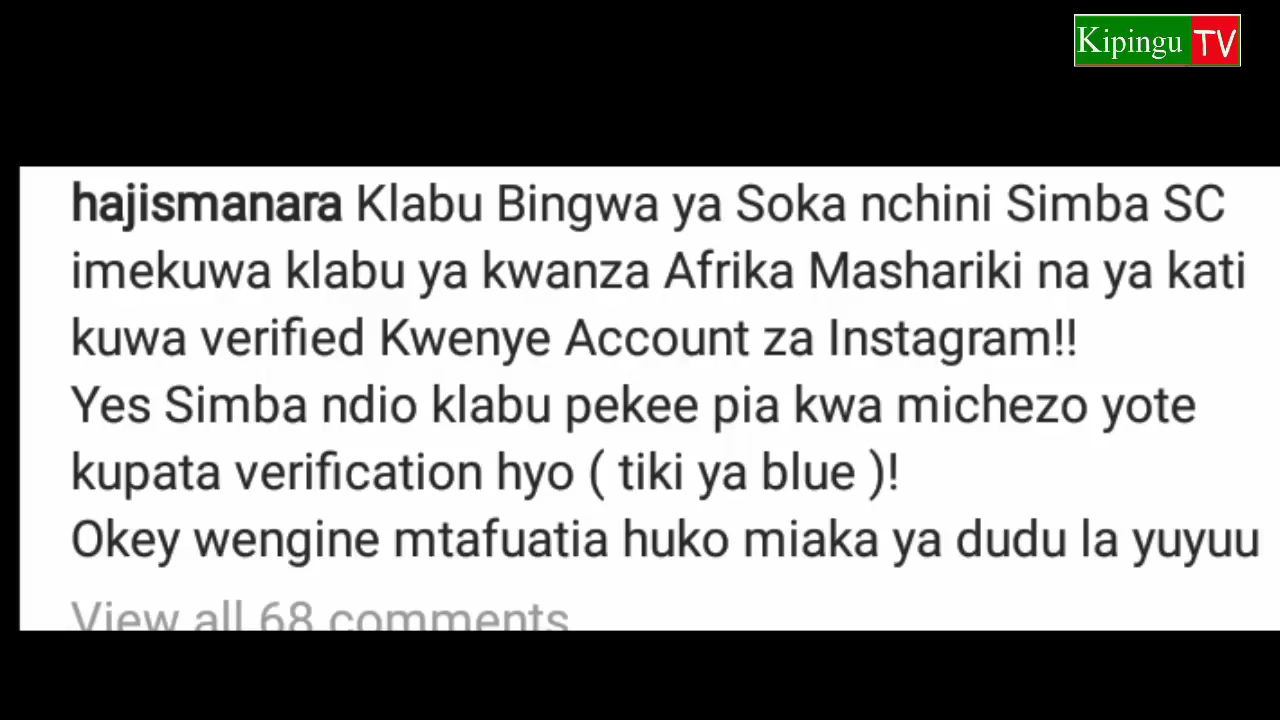 Kipingu TV
hajismanara Klabu Bingwa ya Soka nchini Simba SC
imekuwa klabu ya kwanza Afrika Mashariki na ya kati
kuwa verified Kwenye Account za Instagram!!
Yes Simba ndio klabu pekee pia kwa michezo yote
kupata verification hyo ( tiki ya blue )!
Okey wengine mtafuatia huko miaka ya dudu la yuyuu
View all 68 comments